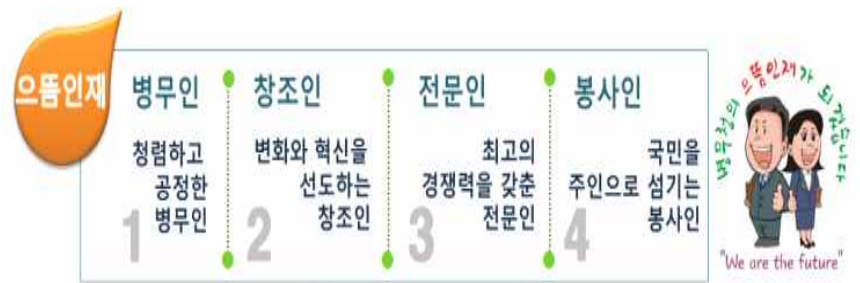 으뜸인재
병무인
청렴하고
공정한
병무인
1
창조인
변화와 혁신을
선도하는
창조인
2
전문인
최고의
경쟁력을 갖춘
전문인
3
봉사인
국민을
주인으로 섬기는
봉사인
4
병무청의 으뜸인재가 되겠습니다
"We are the future"